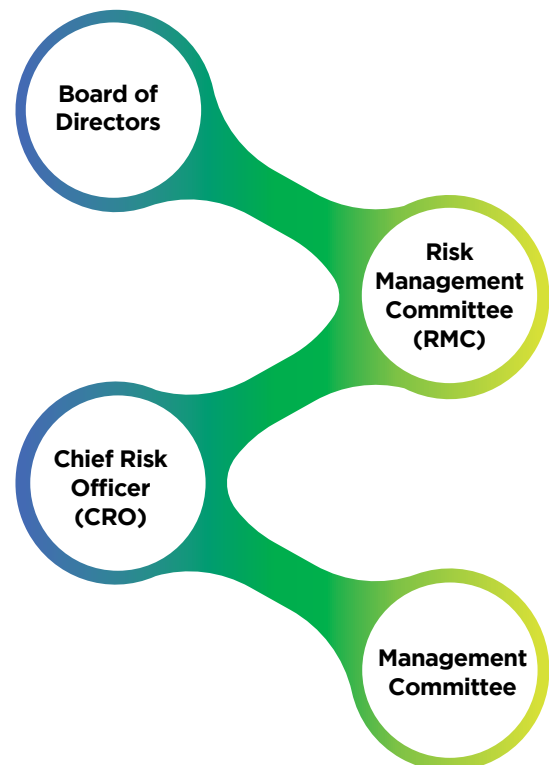 Board of
Directors
Risk
Management
Committee
(RMC)
Chief Risk
Officer
(CRO)
Management
Committee